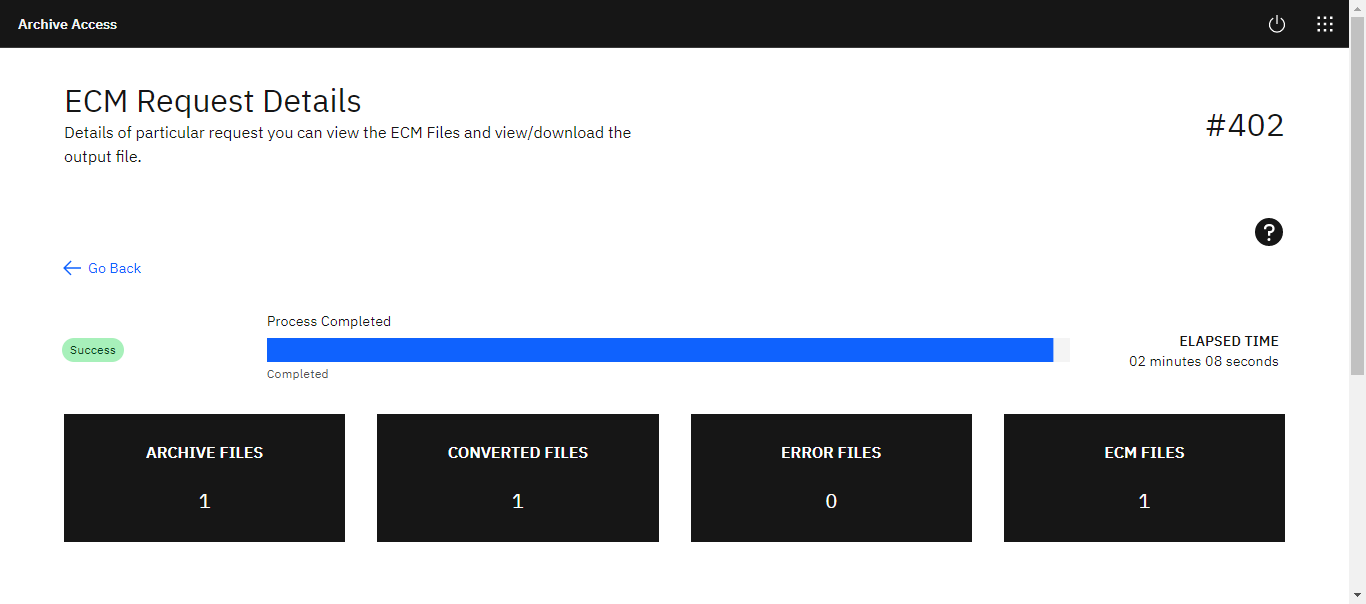 Archive Access
ECM Request Details
Details of particular request you can view the ECM Files and view/download the
output file.
#402
?
Go Back
Process Completed
Success
Completed
ELAPSED TIME
02 minutes 08 seconds
ARCHIVE FILES
1
CONVERTED FILES
1
ERROR FILES
0
ECM FILES
1